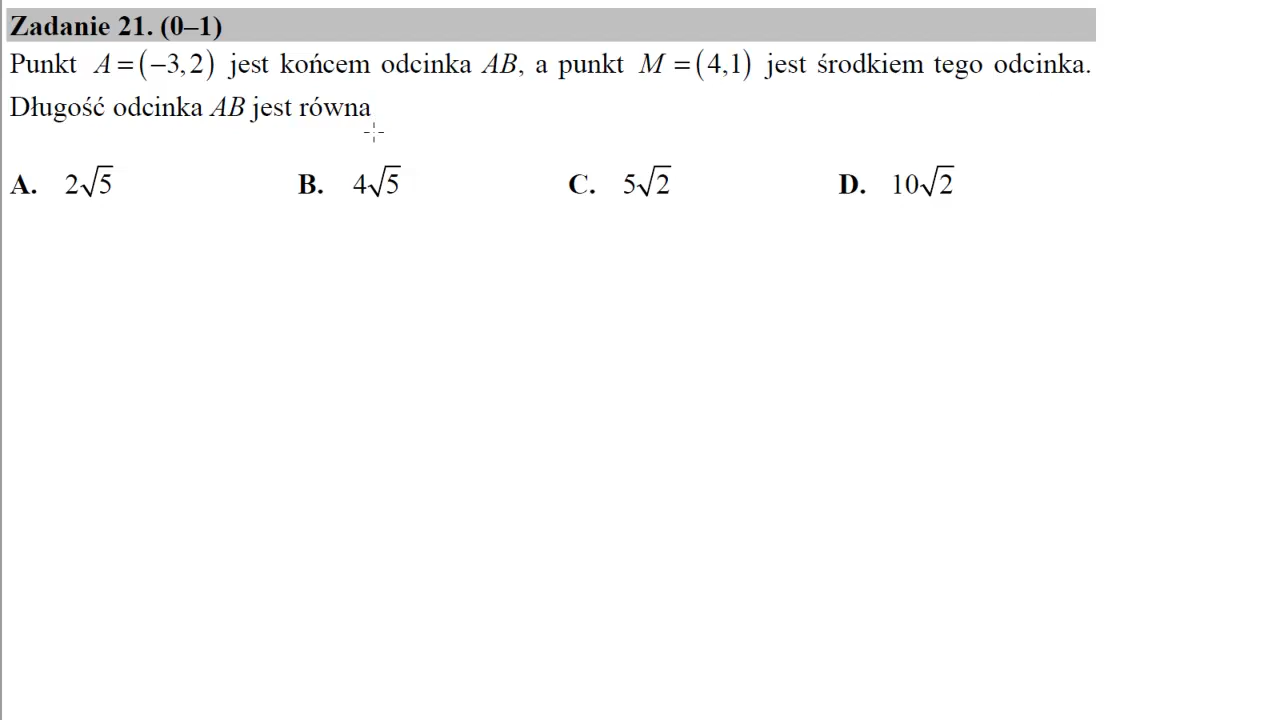 Zadanie 21. (0–1)
Punkt A = (−3, 2) jest końcem odcinka AB, a punkt M = (4,1) jest środkiem tego odcinka.
Długość odcinka AB jest równa
A. 2√5 B. 4√5 C. 5√2 D. 10√2